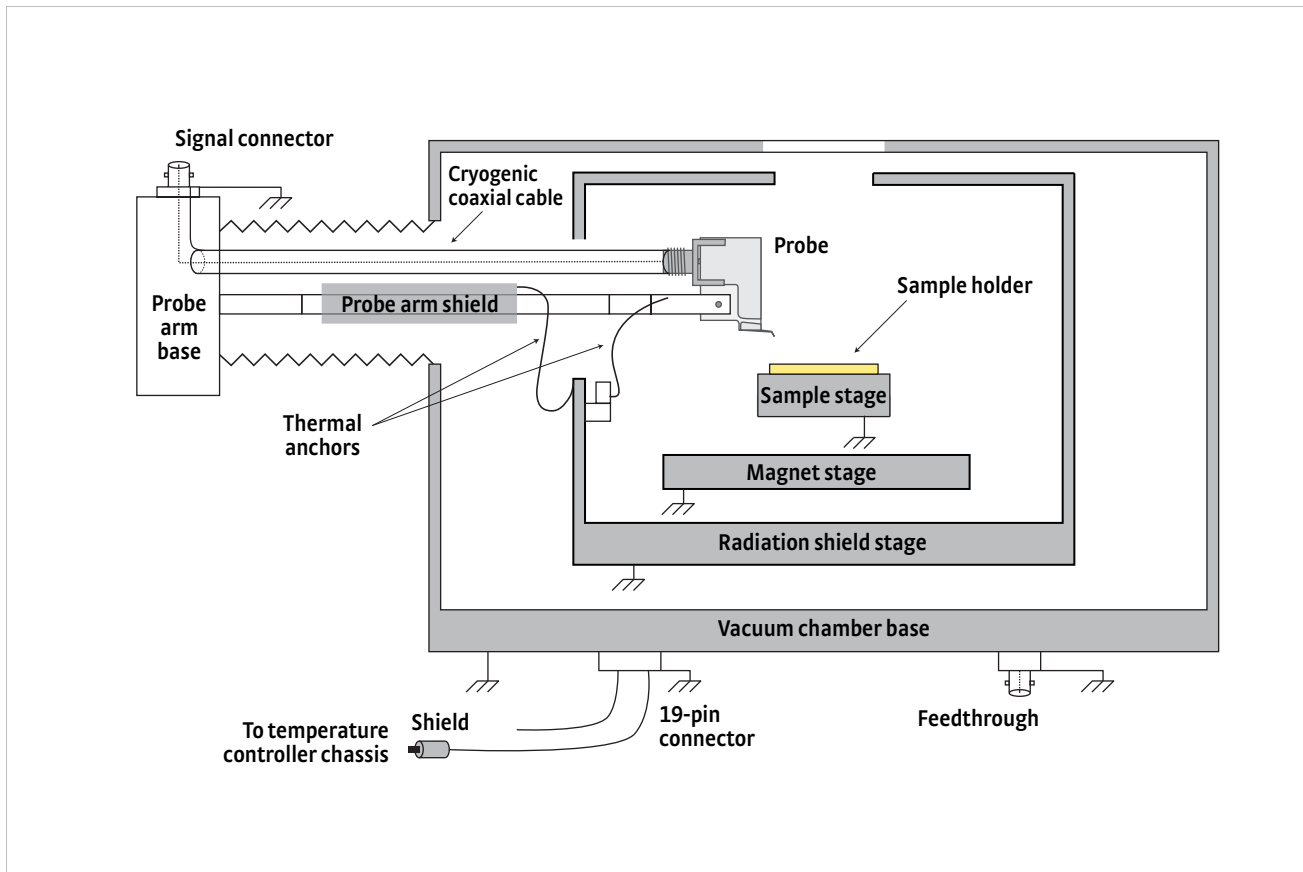 Signal connector
Cryogenic
coaxial cable
Probe
Sample holder
Probe
arm
base
Probe arm shield
Sample stage
Thermal
anchors
Magnet stage
Radiation shield stage
Vacuum chamber base
To temperature
controller chassis
Shield
19-pin
connector
Feedthrough